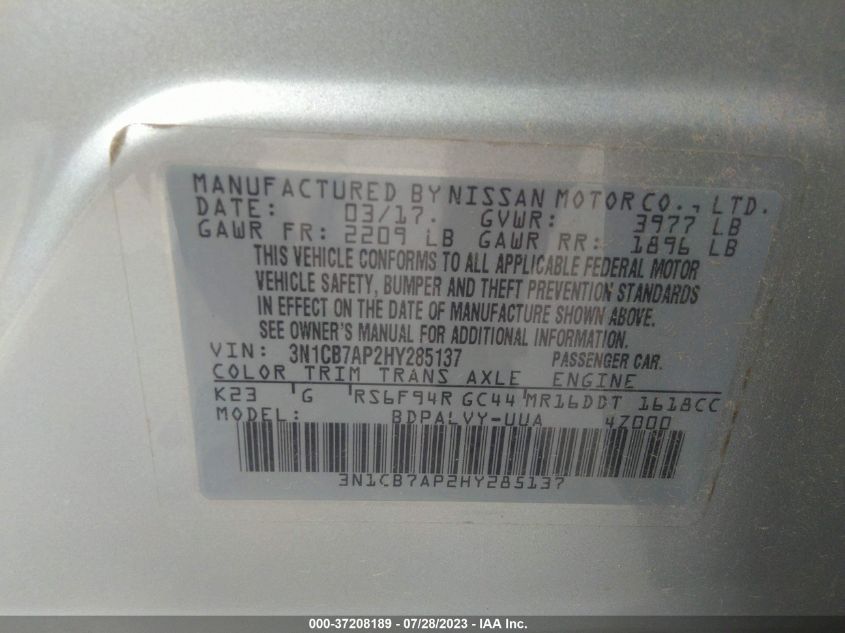 MANUFACTURED BY NISSAN MOTOR CO., LTD.
DATE: 03/17. GVWR: 3977 LB
GAWR FR: 2209 LB GAWR RR: 1896 LB
THIS VEHICLE CONFORMS TO ALL APPLICABLE FEDERAL MOTOR
VEHICLE SAFETY, BUMPER AND THEFT PREVENTION STANDARDS
IN EFFECT ON THE DATE OF MANUFACTURE SHOWN ABOVE.
SEE OWNER'S MANUAL FOR ADDITIONAL INFORMATION.
VIN: 3N1CB7AP2HY285137 PASSENGER CAR.
COLOR TRIM TRANS AXLE ENGINE
K23 G RS6F94R GC44 MR16DDT 1618CC
MODEL: BDPALVY-UUA 47000
3N1CB7AP2HY285137
000-37208189 / 07/28/2023 - IAA Inc.